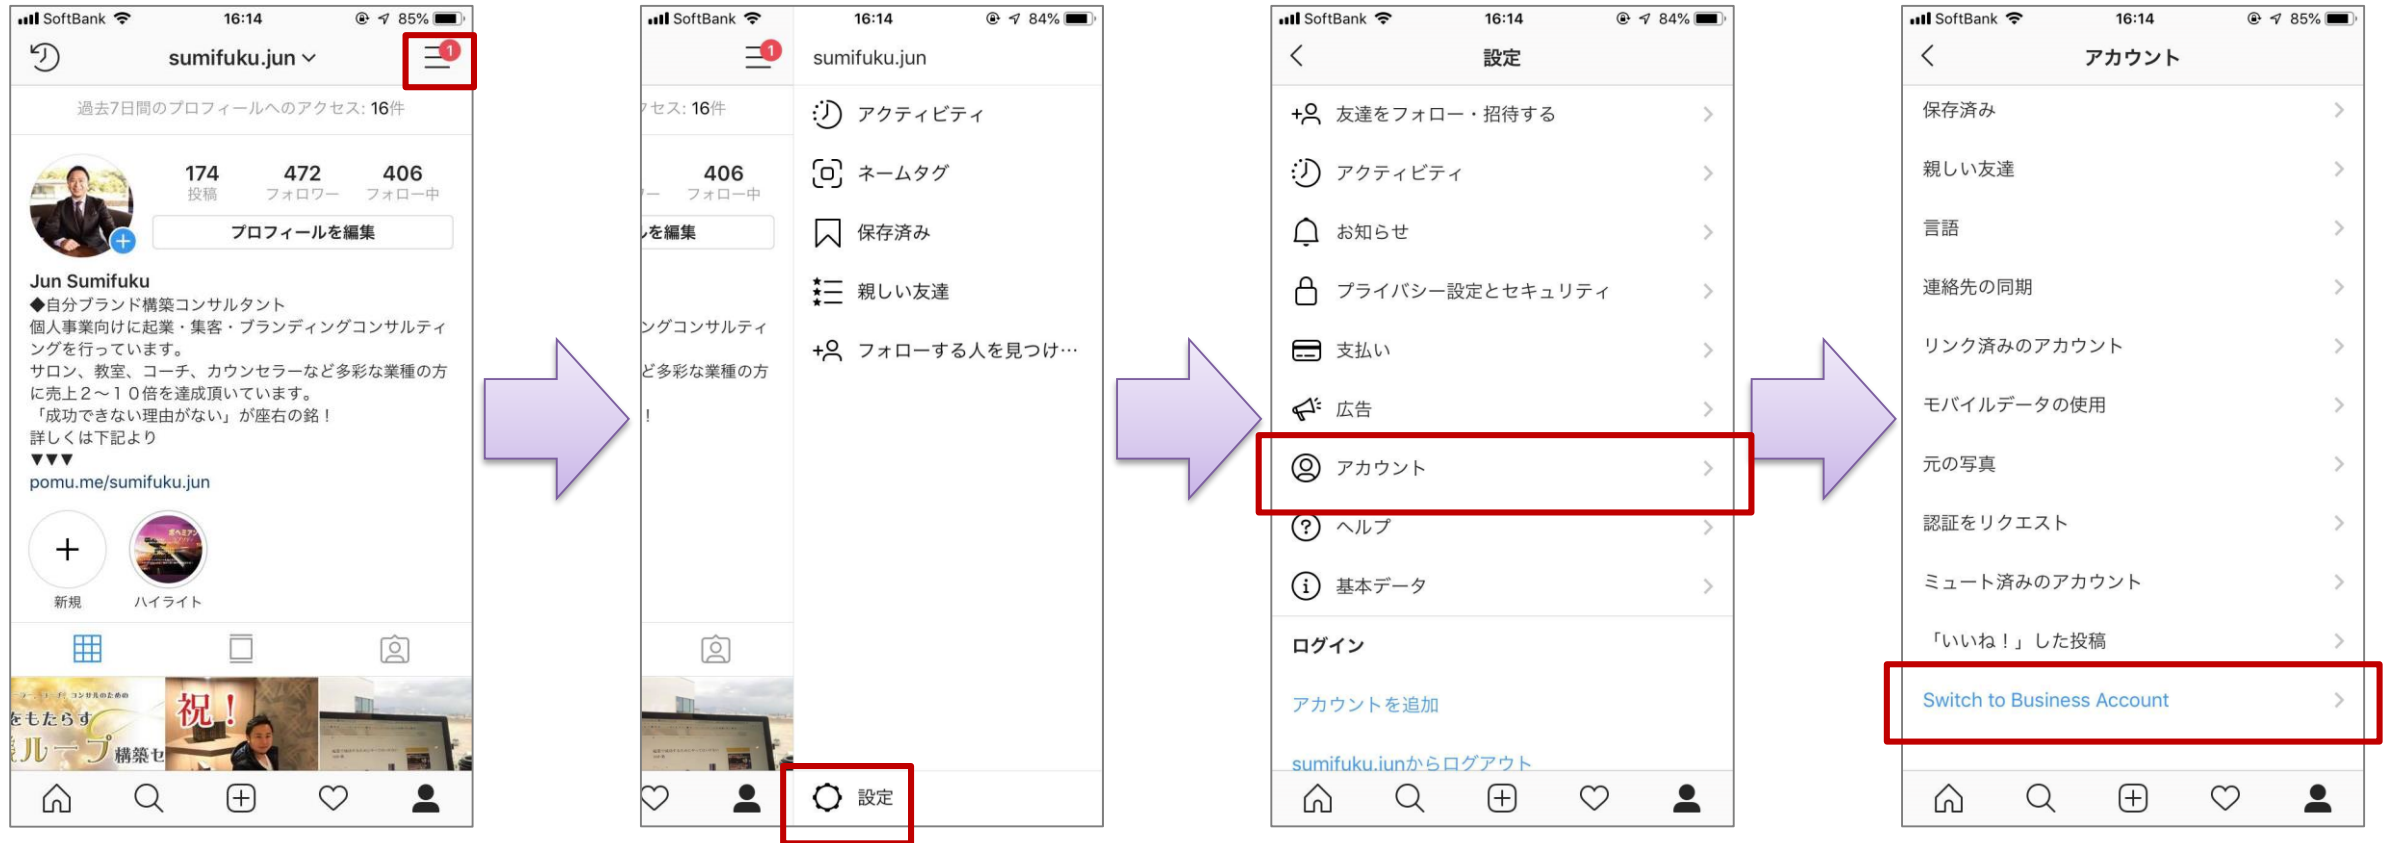 SoftBank 16:14 85%
sumifuku.jun
1
過去7日間のプロフィールへのアクセス: 16件
174 472 406
投稿 フォロワー フォロー中
プロフィールを編集
Jun Sumifuku
◆自分ブランド構築コンサルタント
個人事業向けに起業・集客・ブランディングコンサルティ
ングを行っています。
サロン、教室、コーチ、カウンセラーなど多彩な業種の方
に売上2〜10倍を達成頂いています。
「成功できない理由がない」が座右の銘！
詳しくは下記より
▼▼▼
pomu.me/sumifuku.jun
新規 ハイライト
をもたらす
ループ 構築セ
祝！
SoftBank 16:14 84%
1
sumifuku.jun
クセス: 16件
406
フォロー中
を編集
ングコンサルティ
ど多彩な業種の方
！
アクティビティ
ネームタグ
保存済み
親しい友達
フォローする人を見つけ…
設定
SoftBank 16:14 84%
設定
友達をフォロー・招待する
アクティビティ
お知らせ
プライバシー設定とセキュリティ
支払い
広告
アカウント
ヘルプ
基本データ
ログイン
アカウントを追加
sumifuku.junからログアウト
SoftBank 16:14 85%
アカウント
保存済み
親しい友達
言語
連絡先の同期
リンク済みのアカウント
モバイルデータの使用
元の写真
認証をリクエスト
ミュート済みのアカウント
「いいね！」した投稿
Switch to Business Account